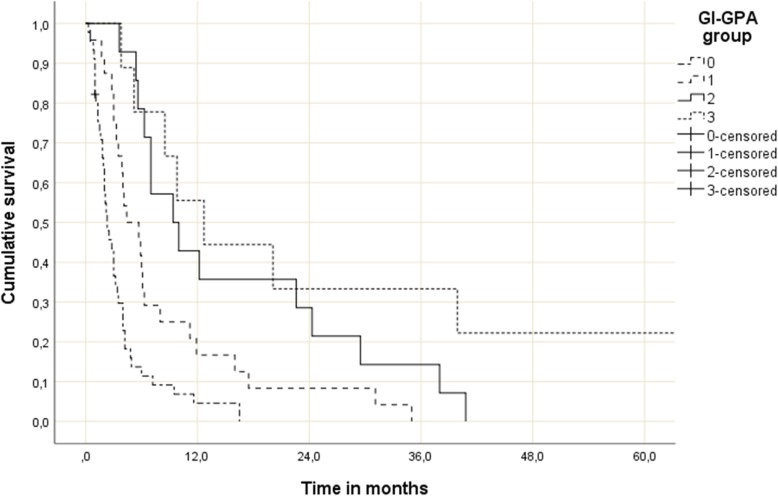 GI-GPA
group
0
1
2
3
0-censored
1-censored
2-censored
3-censored
Cumulative survival
1,0
0,9
0,8
0,7
0,6
0,5
0,4
0,3
0,2
0,1
0,0
,0 12,0 24,0 36,0 48,0 60,0
Time in months